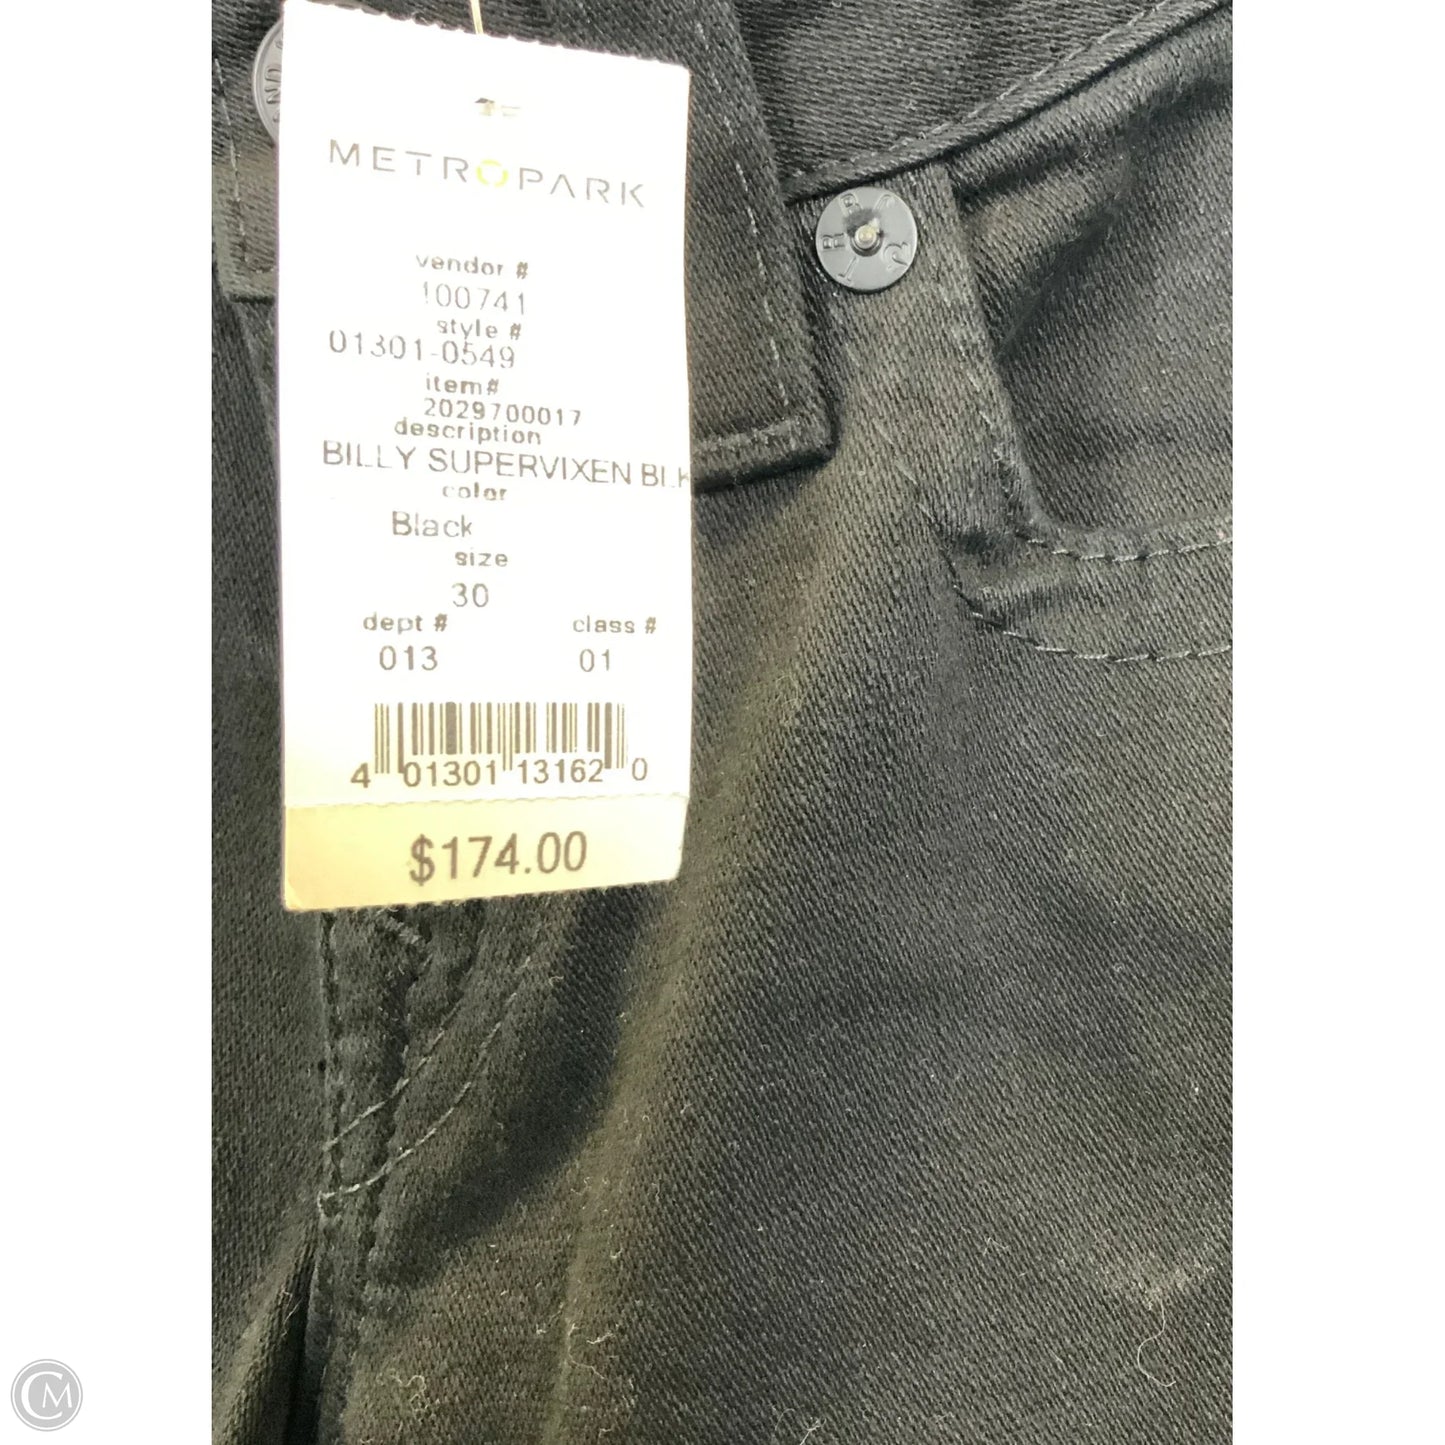 METROPARK
vendor #
100741
style #
01301-0549
item#
2029700017
description
BILLY SUPERVIXEN BLK
color
Black
size
30
dept # class #
013 01
4 01301 13162 0
$174.00
CM